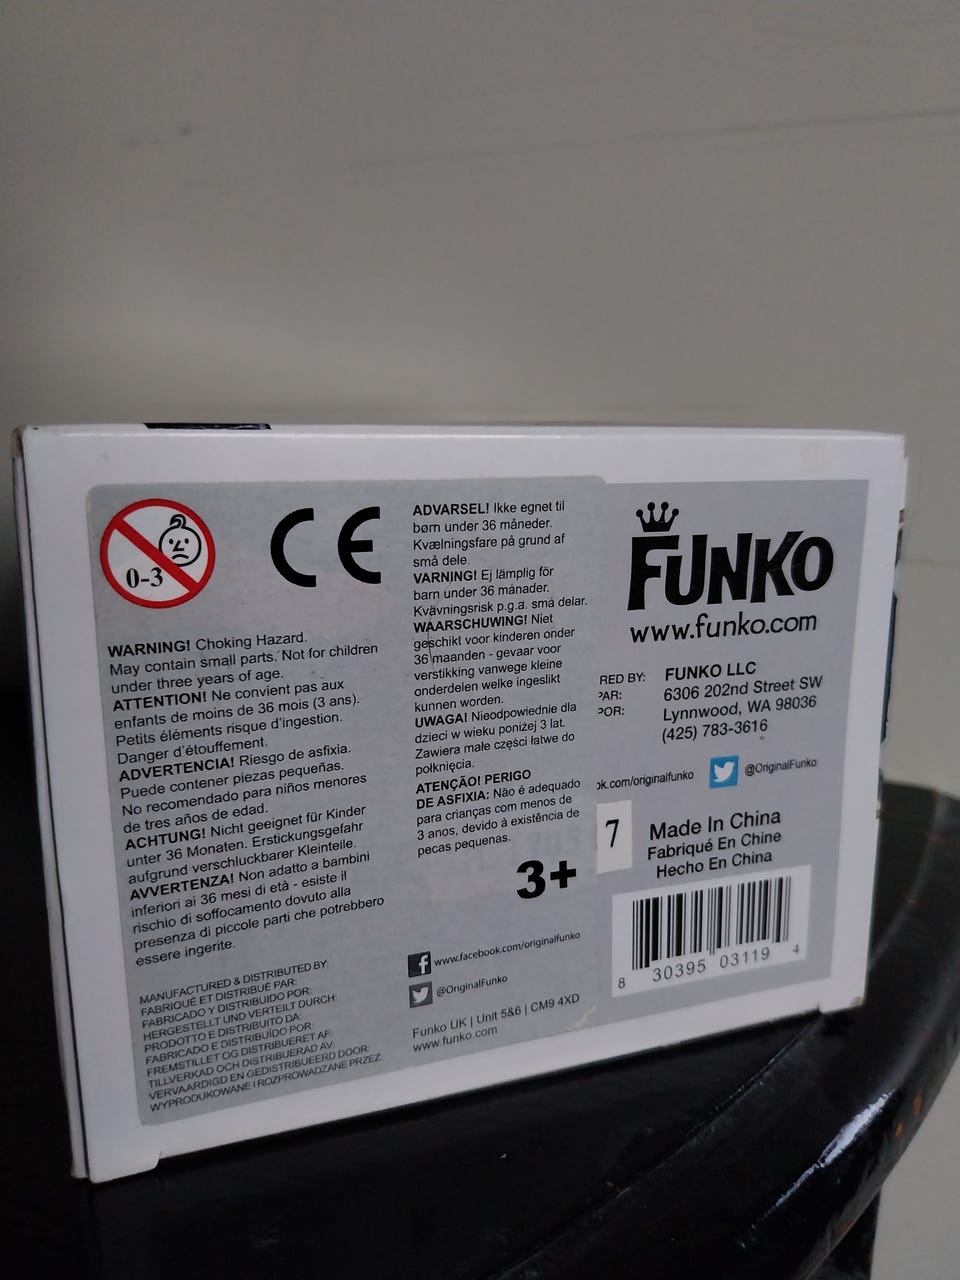 0-3
CE
WARNING! Choking Hazard.
May contain small parts. Not for children
under three years of age.
ATTENTION! Ne convient pas aux
enfants de moins de 36 mois (3 ans).
Petits éléments risque d'ingestion.
Danger d'étouffement.
ADVERTENCIA! Riesgo de asfixia.
Puede contener piezas pequeñas.
No recomendado para niños menores
de tres años de edad.
ACHTUNG! Nicht geeignet für Kinder
unter 36 Monaten. Erstickungsgefahr
aufgrund verschluckbarer Kleinteile.
AVVERTENZA! Non adatto a bambini
inferiori ai 36 mesi di età - esiste il
rischio di soffocamento dovuto alla
presenza di piccole parti che potrebbero
essere ingerite.
MANUFACTURED & DISTRIBUTED BY:
FABRIQUÉ ET DISTRIBUÉ PAR:
FABRICADO Y DISTRIBUIDO POR:
HERGESTELLT UND VERTEILT DURCH:
PRODOTTO E DISTRIBUITO DA:
FABRICADO E DISTRIBUÍDO POR:
FREMSTILLET OG DISTRIBUERET AF:
TILLVERKAD OCH DISTRIBUERAD AV:
VERVAARDIGD EN GEDISTRIBUEERD DOOR:
WYPRODUKOWANE I ROZPROWADZANE PRZEZ:
ADVARSEL! Ikke egnet til
børn under 36 måneder.
Kvælningsfare på grund af
små dele.
VARNING! Ej lämplig för
barn under 36 månader.
Kvävningsrisk p.g.a. små delar.
WAARSCHUWING! Niet
geschikt voor kinderen onder
36 maanden - gevaar voor
verstikking vanwege kleine
onderdelen welke ingeslikt
kunnen worden.
UWAGA! Nieodpowiednie dla
dzieci w wieku poniżej 3 lat.
Zawiera małe części łatwe do
połknięcia.
ATENÇÃO! PERIGO
DE ASFIXIA: Não é adequado
para crianças com menos de
3 anos, devido à existência de
pecas pequenas.
3+
www.facebook.com/originalfunko
@OriginalFunko
Funko UK | Unit 5&6 | CM9 4XD
www.funko.com
FUNKO
www.funko.com
RED BY: FUNKO LLC
PAR: 6306 202nd Street SW
POR: Lynnwood, WA 98036
(425) 783-3616
ok.com/originalfunko @OriginalFunko
7
Made In China
Fabriqué En Chine
Hecho En China
8 30395 03119 4